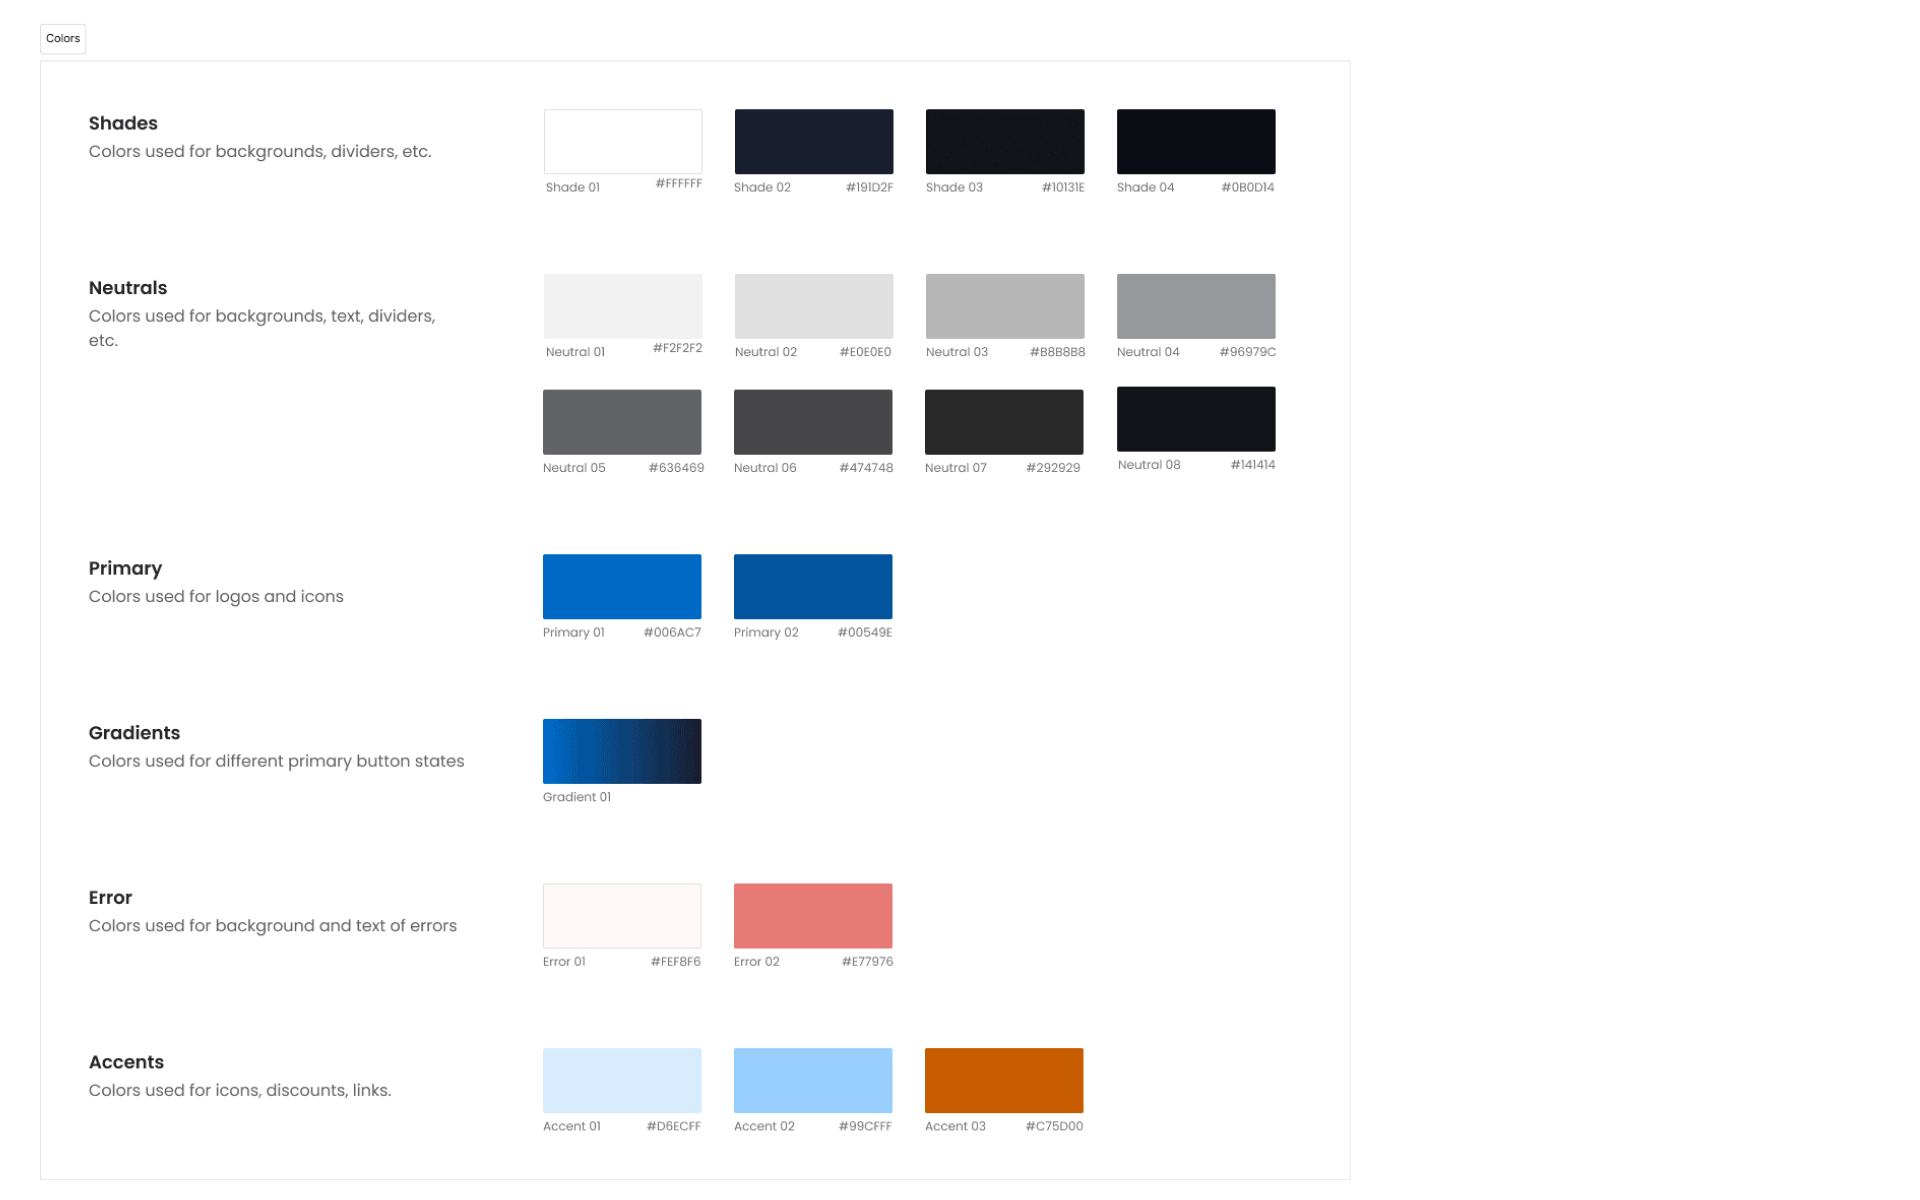 Colors
Shades
Colors used for backgrounds, dividers, etc.
Shade 01 #FFFFFF Shade 02 #191D2F Shade 03 #10131E Shade 04 #0B0D14
Neutrals
Colors used for backgrounds, text, dividers,
etc.
Neutral 01 #F2F2F2 Neutral 02 #E0E0E0 Neutral 03 #B8B8B8 Neutral 04 #96979C
Neutral 05 #636469 Neutral 06 #474748 Neutral 07 #292929 Neutral 08 #141414
Primary
Colors used for logos and icons
Primary 01 #006AC7 Primary 02 #00549E
Gradients
Colors used for different primary button states
Gradient 01
Error
Colors used for background and text of errors
Error 01 #FEF8F6 Error 02 #E77976
Accents
Colors used for icons, discounts, links.
Accent 01 #D6ECFF Accent 02 #99CFFF Accent 03 #C75D00